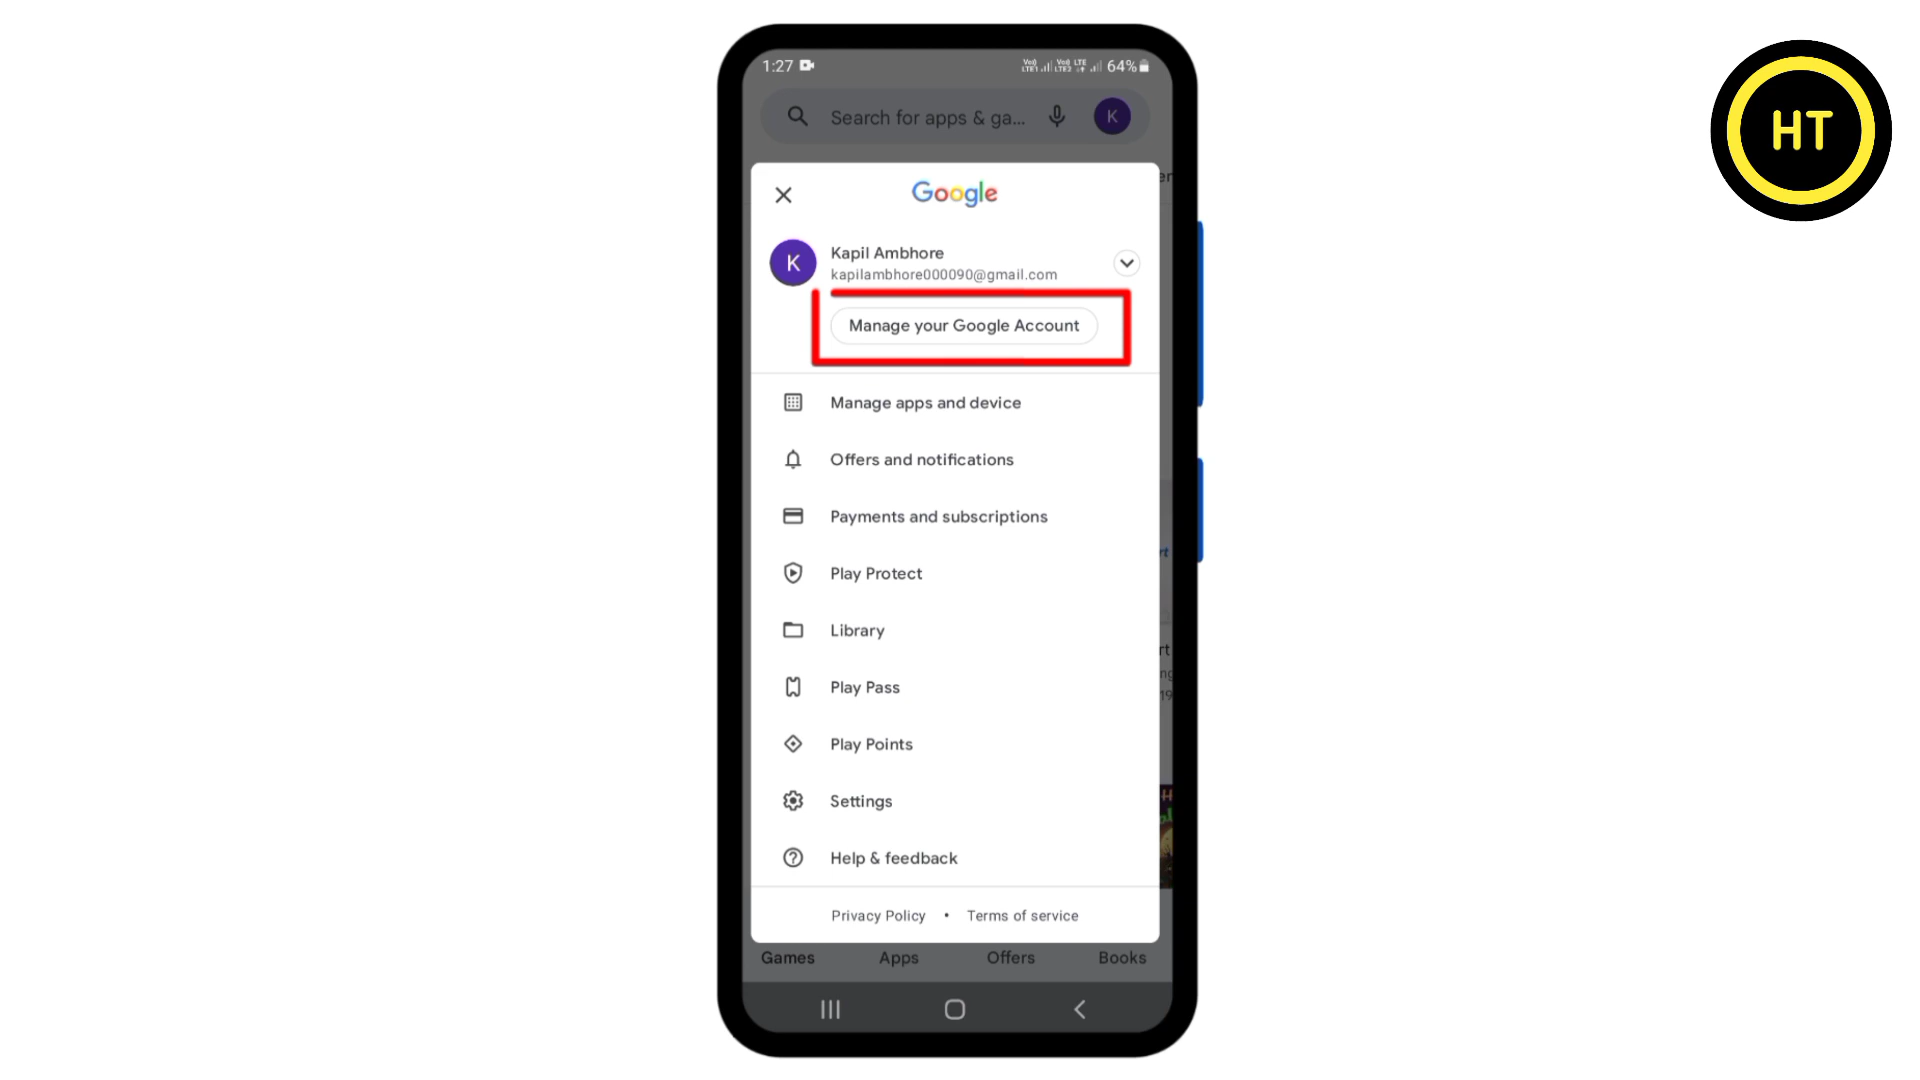 1:27 64%
HT
Search for apps & ga...
K
Google
K
Kapil Ambhore
kapilambhore000090@gmail.com
Manage your Google Account
Manage apps and device
Offers and notifications
Payments and subscriptions
Play Protect
Library
Play Pass
Play Points
Settings
Help & feedback
Privacy Policy • Terms of service
Games Apps Offers Books